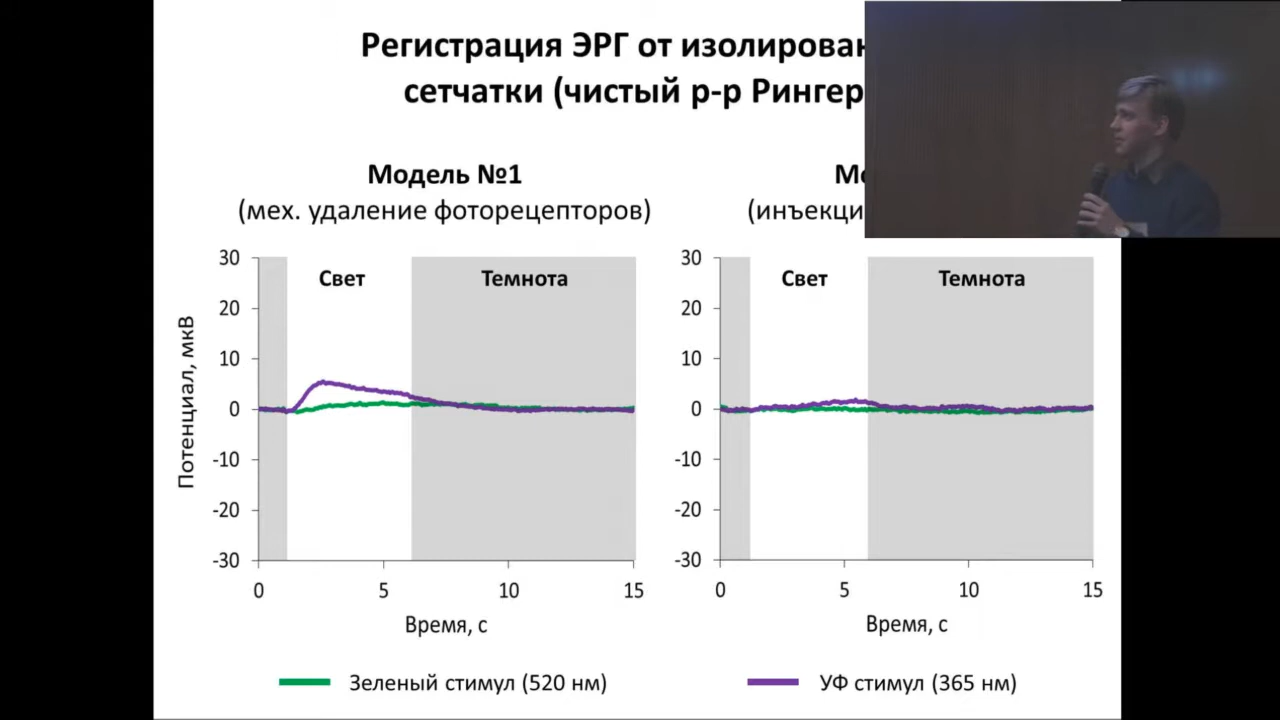 Регистрация ЭРГ от изолирован
сетчатки (чистый р-р Рингер
Модель №1
(мех. удаление фоторецепторов)
(инъекци
Потенциал, мкВ
30
20
10
0
-10
-20
-30
Свет
Темнота
0
5
10
15
Время, с
30
20
10
0
-10
-20
-30
Свет
Темнота
0
5
10
15
Время, с
Зеленый стимул (520 нм)
УФ стимул (365 нм)